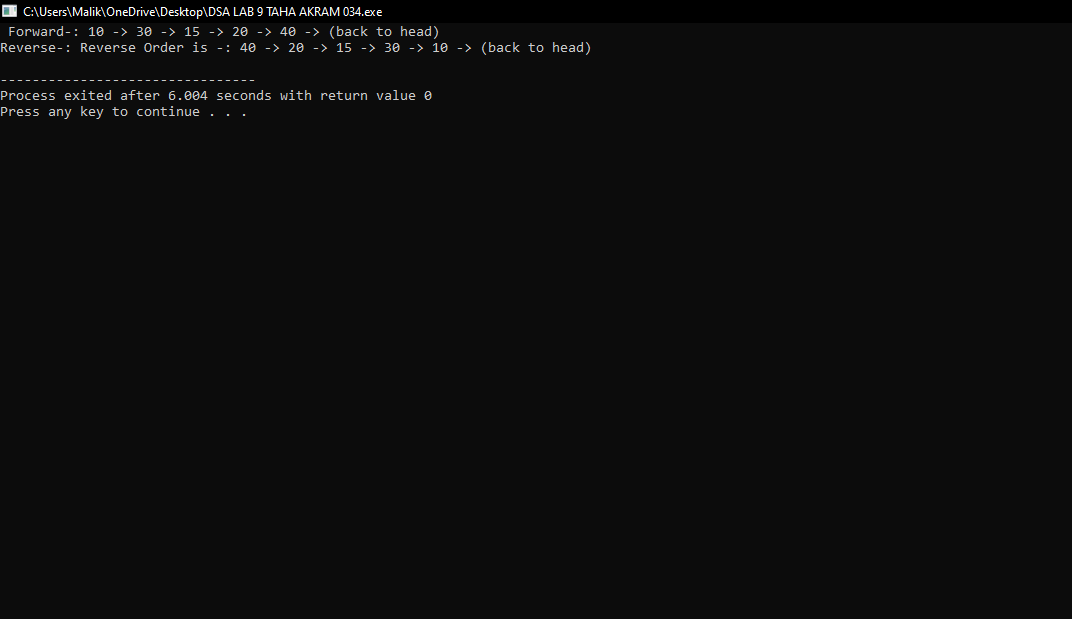 C:\Users\Malik\OneDrive\Desktop\DSA LAB 9 TAHA AKRAM 034.exe
Forward-: 10 -> 30 -> 15 -> 20 -> 40 -> (back to head)
Reverse-: Reverse Order is -: 40 -> 20 -> 15 -> 30 -> 10 -> (back to head)
--------------------------------
Process exited after 6.004 seconds with return value 0
Press any key to continue . . .